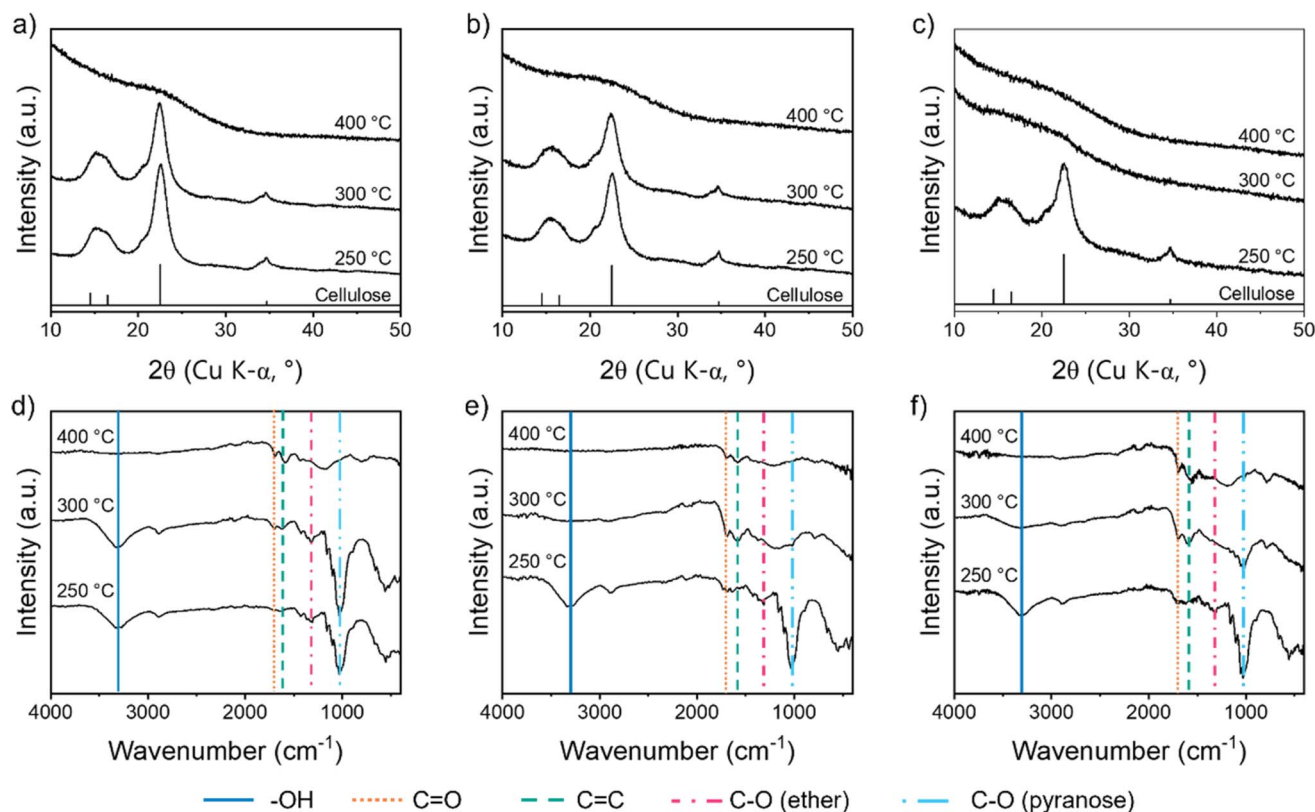 a)
Intensity (a.u.)
400 °C
300 °C
250 °C
Cellulose
10 20 30 40 50
2θ (Cu K-α, °)
b)
Intensity (a.u.)
400 °C
300 °C
250 °C
Cellulose
10 20 30 40 50
2θ (Cu K-α, °)
c)
Intensity (a.u.)
400 °C
300 °C
250 °C
Cellulose
10 20 30 40 50
2θ (Cu K-α, °)
d)
Intensity (a.u.)
400 °C
300 °C
250 °C
4000 3000 2000 1000
Wavenumber (cm⁻¹)
e)
Intensity (a.u.)
400 °C
300 °C
250 °C
4000 3000 2000 1000
Wavenumber (cm⁻¹)
f)
Intensity (a.u.)
400 °C
300 °C
250 °C
4000 3000 2000 1000
Wavenumber (cm⁻¹)
-OH C=O C=C C-O (ether) C-O (pyranose)